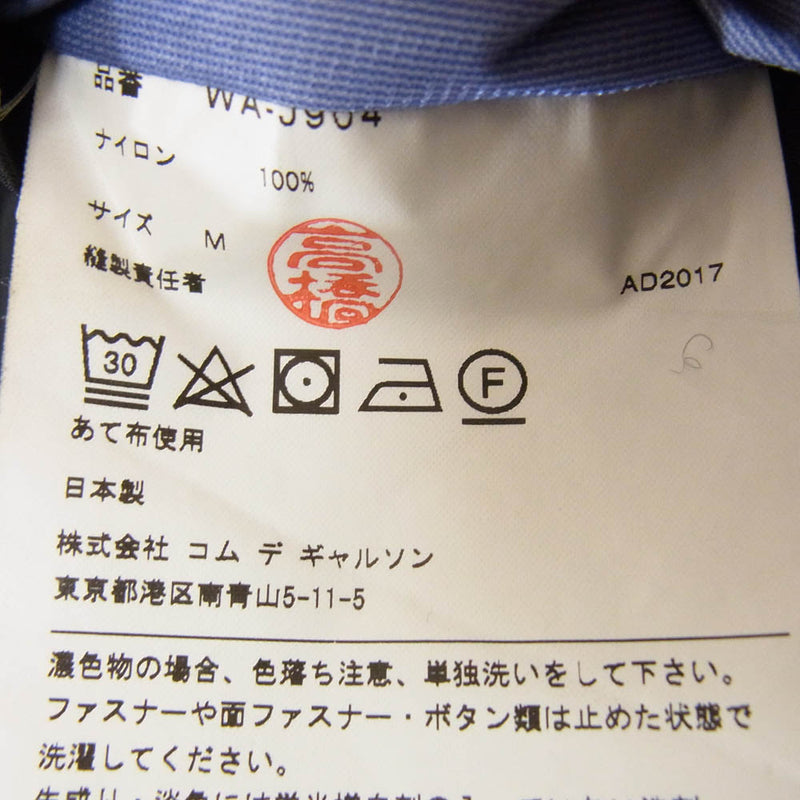 品番 WA-J904
ナイロン 100%
サイズ M
縫製責任者 高橋
AD2017
30 F
あて布使用
日本製
株式会社 コム デ ギャルソン
東京都港区南青山5-11-5
濃色物の場合、色落ち注意、単独洗いをして下さい。
ファスナーや面ファスナー・ボタン類は止めた状態で
洗濯してください。